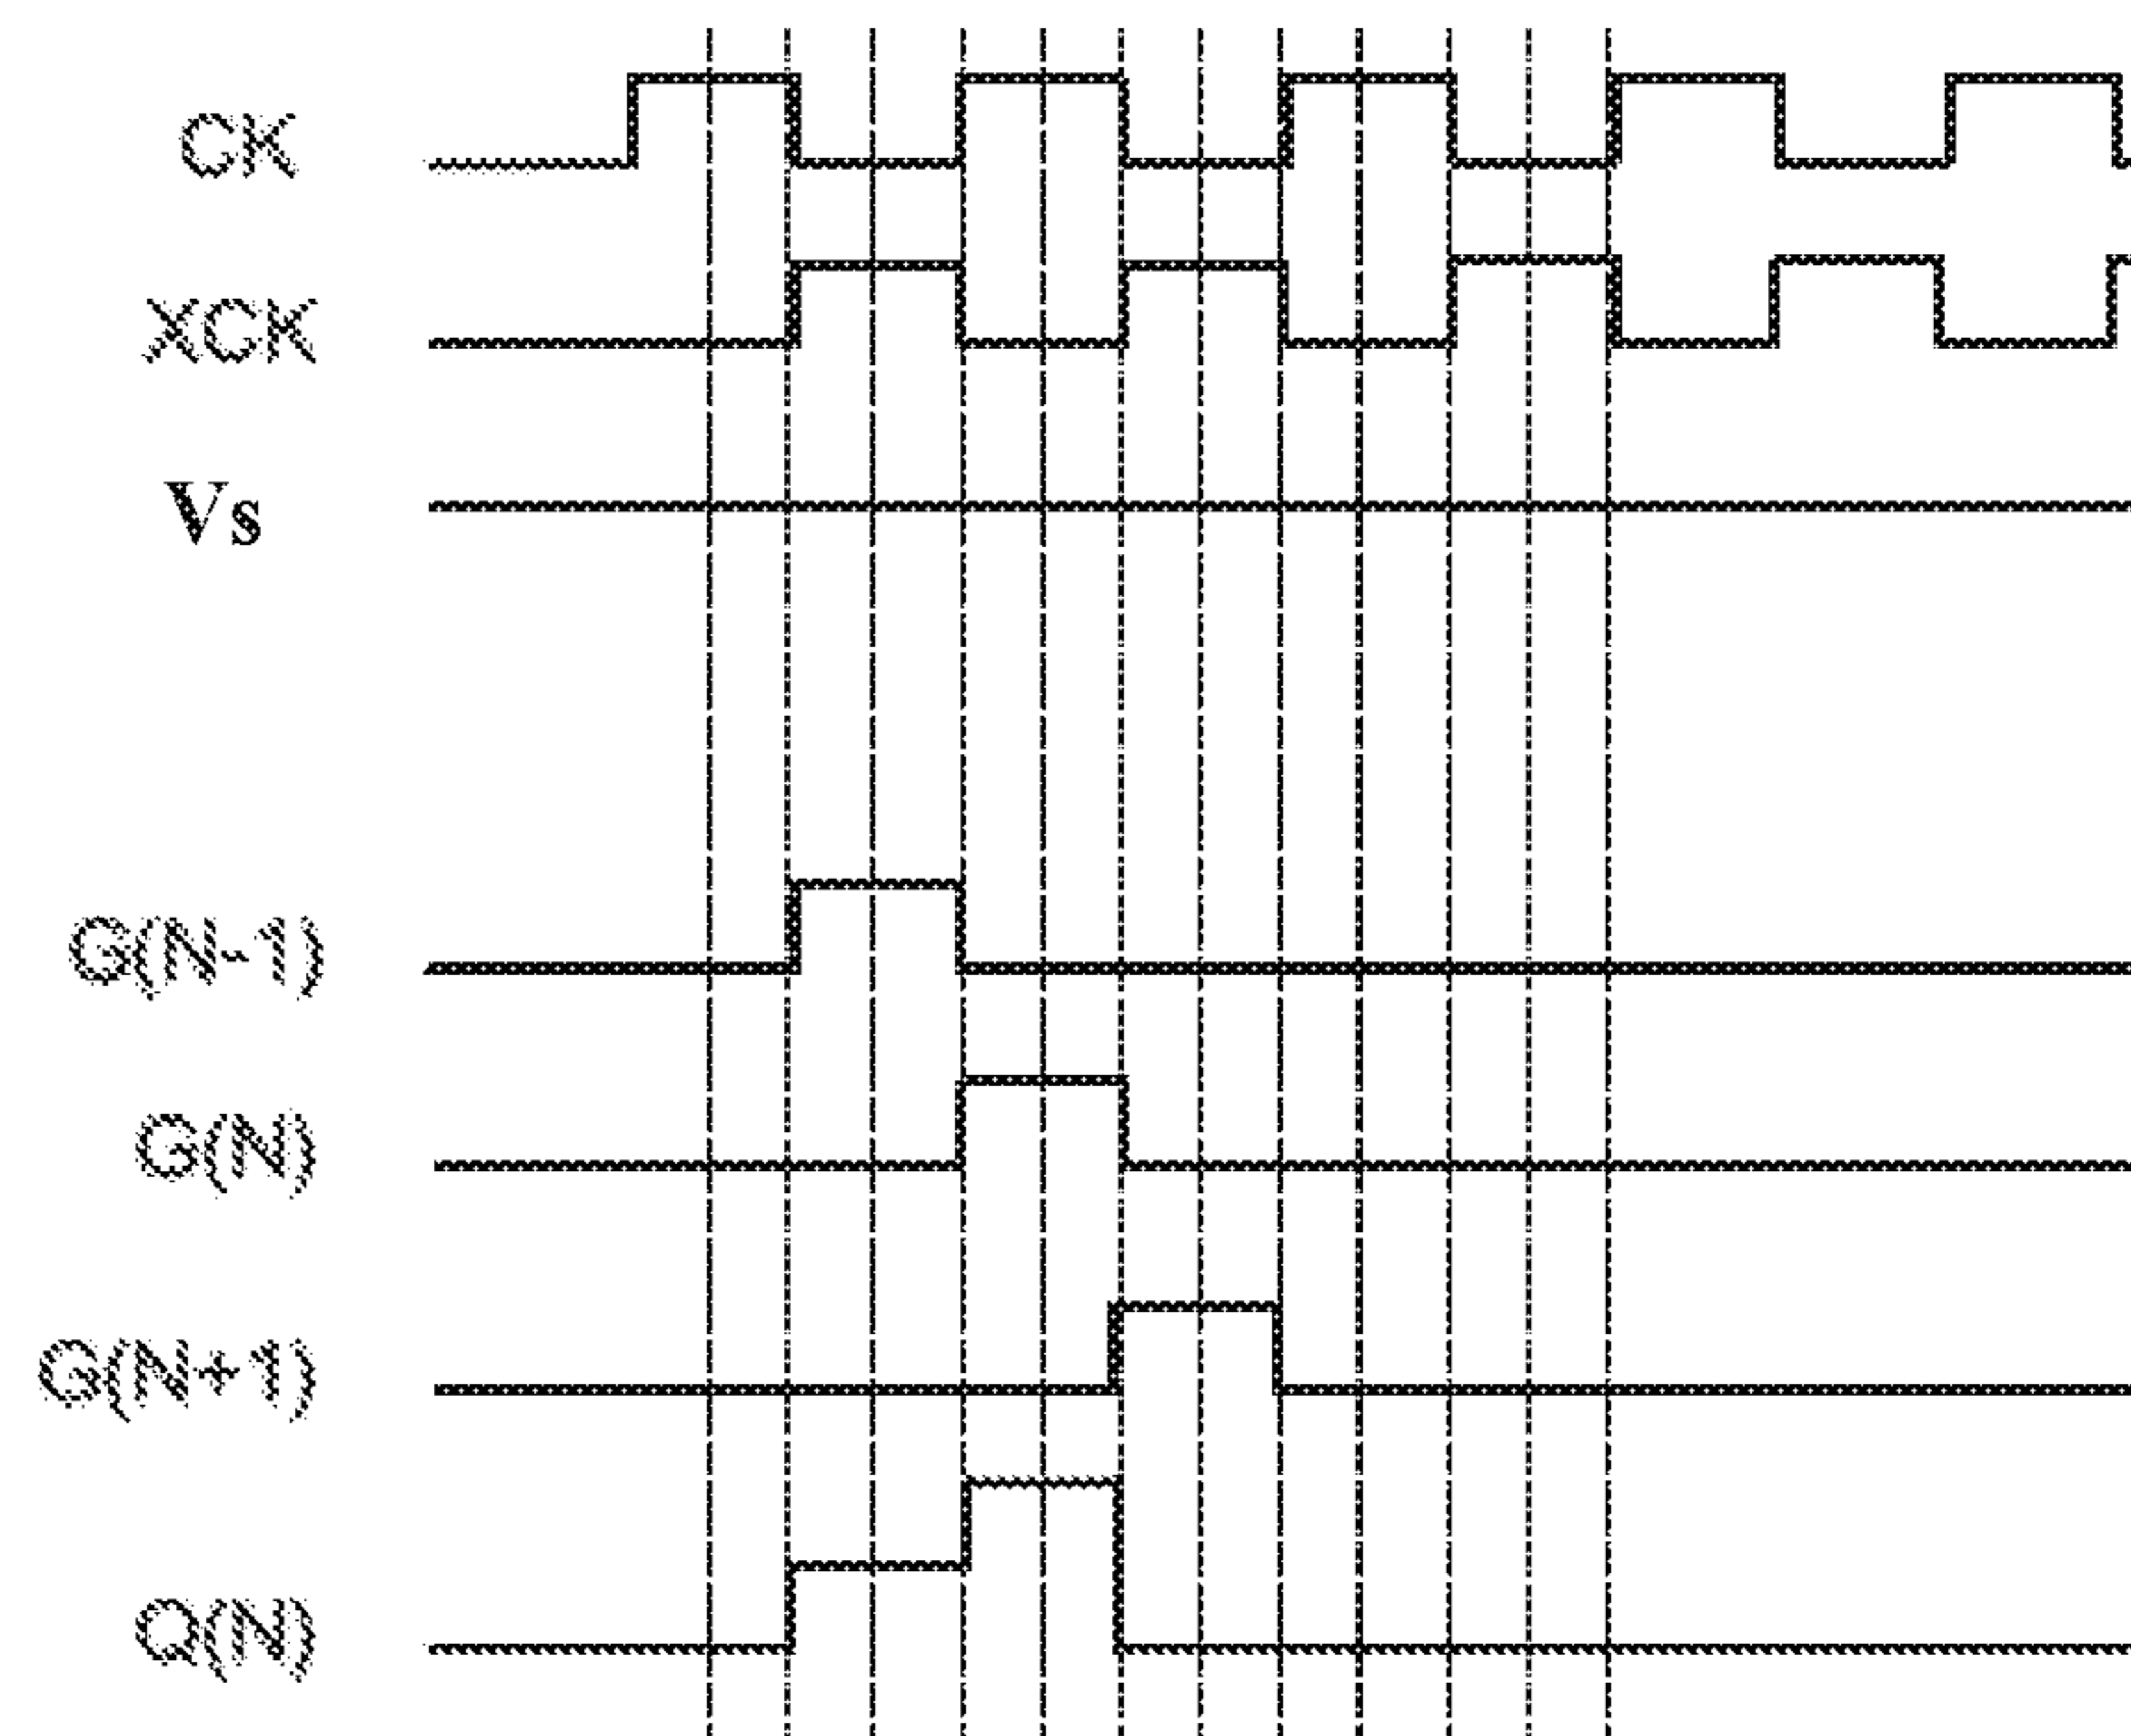 CK
XCK
Vs
G(N-1)
G(N)
G(N+1)
Q(N)